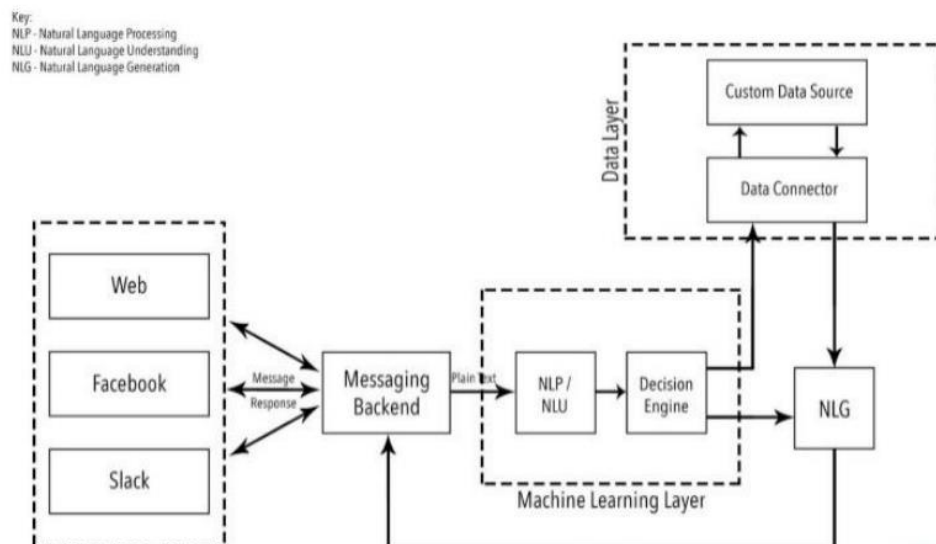 Key:
NLP - Natural Language Processing
NLU - Natural Language Understanding
NLG - Natural Language Generation
Custom Data Source
Data Layer
Data Connector
Web
Facebook
Slack
Message
Response
Messaging
Backend
Plain Text
NLP /
NLU
Decision
Engine
NLG
Machine Learning Layer